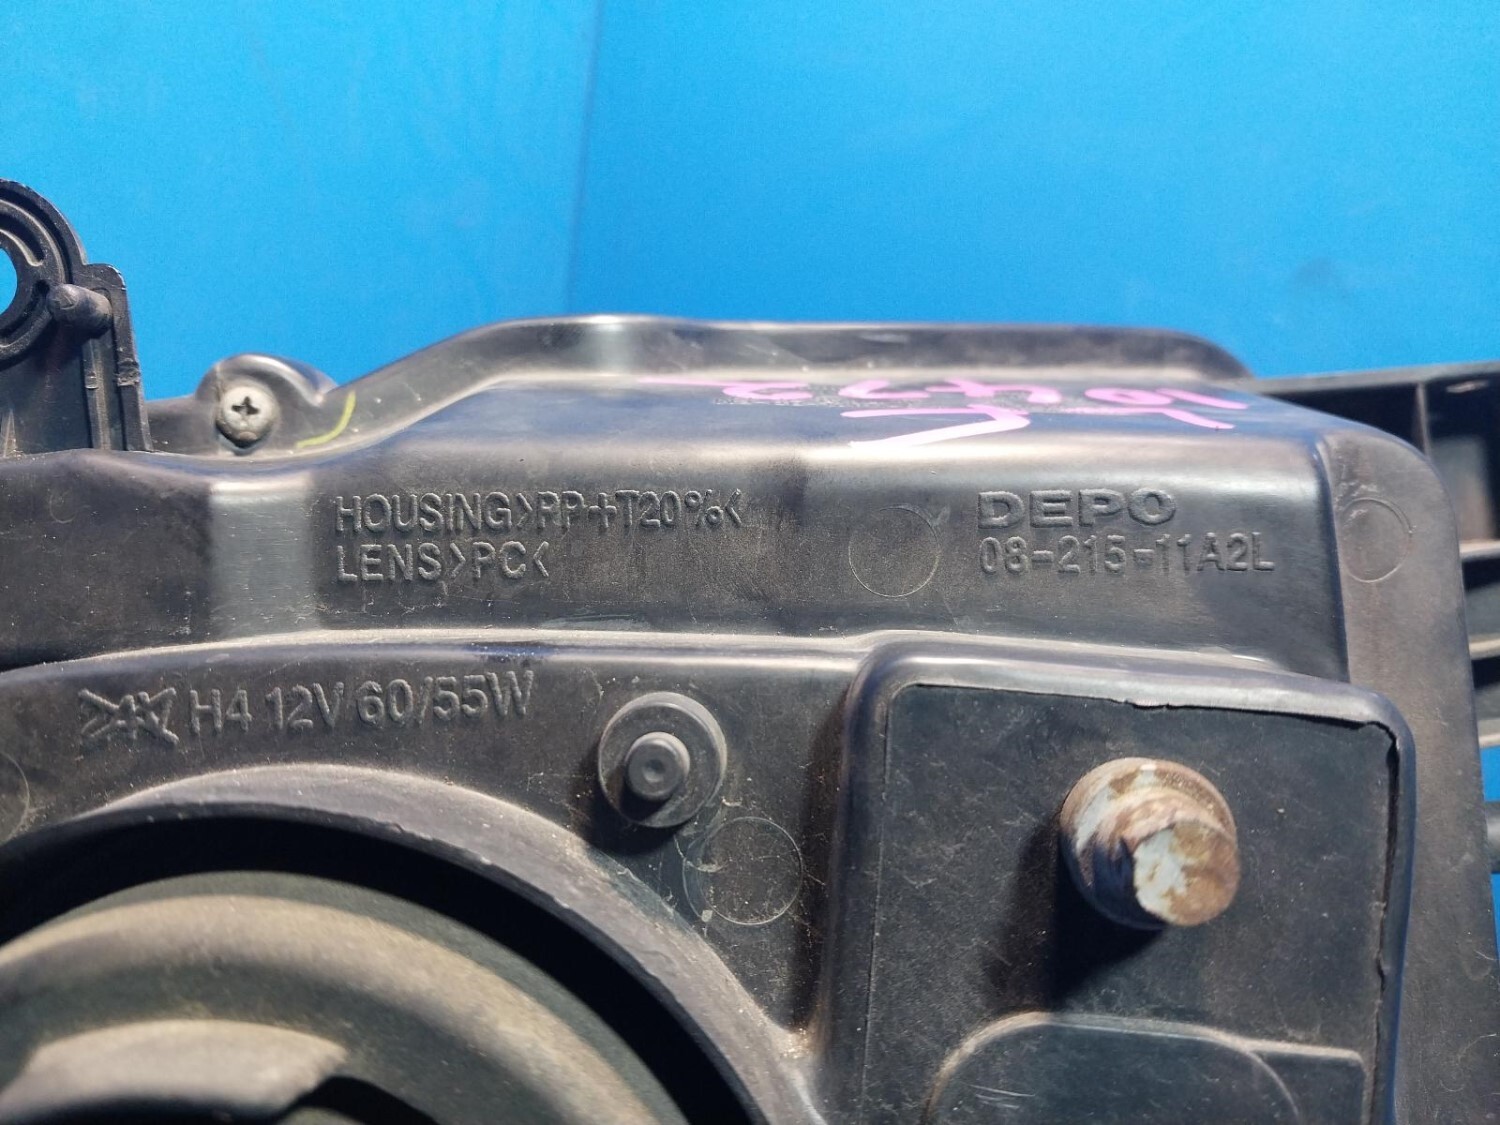 HOUSING>PP+T20%<
LENS>PC<
DEPO
08-215-11A2L
H4 12V 60/55W